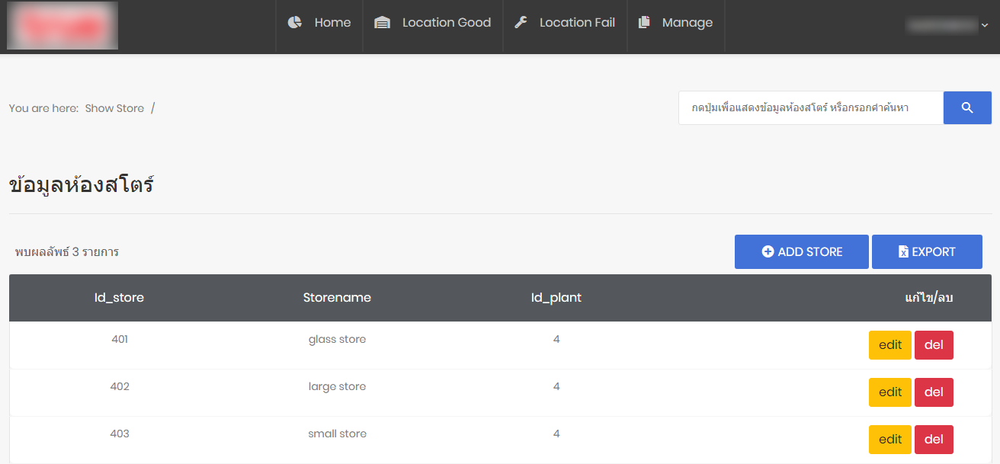 Home Location Good Location Fail Manage
You are here: Show Store /
กดปุ่มเพื่อแสดงข้อมูลห้องสโตร์ หรือกรอกคำค้นหา
ข้อมูลห้องสโตร์
พบผลลัพธ์ 3 รายการ
ADD STORE EXPORT
Id_store Storename Id_plant แก้ไข/ลบ
401 glass store 4 edit del
402 large store 4 edit del
403 small store 4 edit del